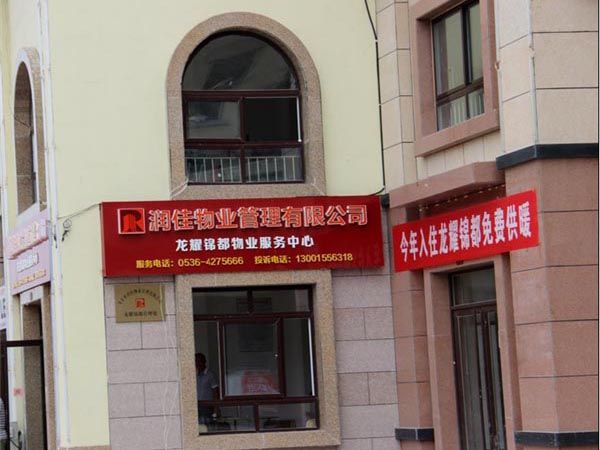 润佳物业管理有限公司
龙耀锦都物业服务中心
服务电话：0536-4275666 投诉电话：13001556318
今年入住龙耀锦都免费供暖